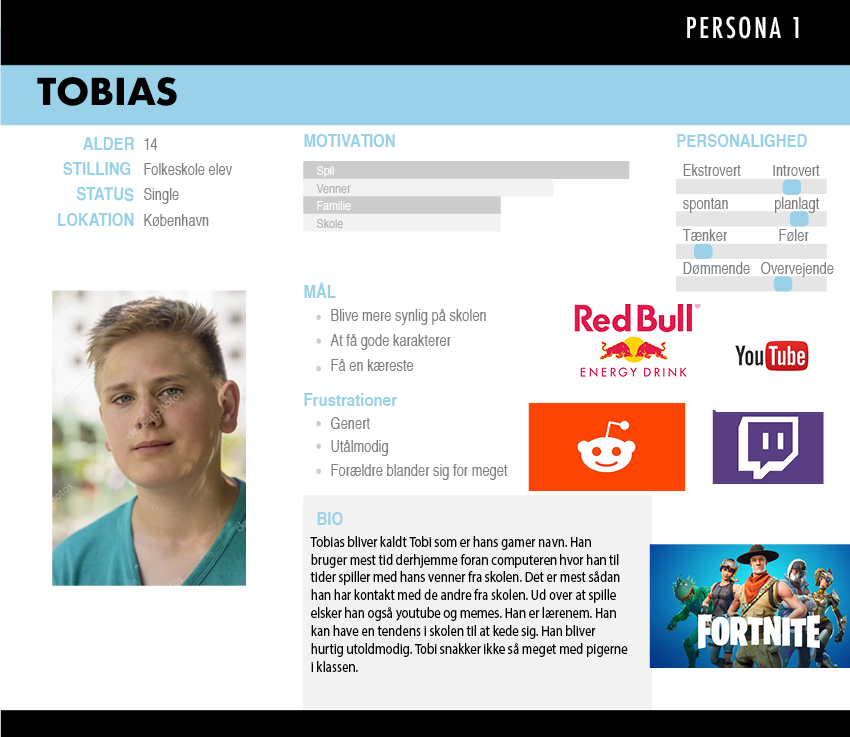 PERSONA 1
TOBIAS
ALDER 14
STILLING Folkeskole elev
STATUS Single
LOKATION København
MOTIVATION
Spil
Venner
Familie
Skole
PERSONALIGHED
Ekstrovert Introvert
spontan planlagt
Tænker Føler
Dømmende Overvejende
MÅL
• Blive mere synlig på skolen
• At få gode karakterer
• Få en kæreste
Frustrationer
• Genert
• Utålmodig
• Forældre blander sig for meget
Red Bull®
ENERGY DRINK
YouTube
BIO
Tobias bliver kaldt Tobi som er hans gamer navn. Han
bruger mest tid derhjemme foran computeren hvor han til
tider spiller med hans venner fra skolen. Det er mest sådan
han har kontakt med de andre fra skolen. Ud over at spille
elsker han også youtube og memes. Han er lærenem. Han
kan have en tendens i skolen til at kede sig. Han bliver
hurtig utoldmodig. Tobi snakker ikke så meget med pigerne
i klassen.
FORTNITE